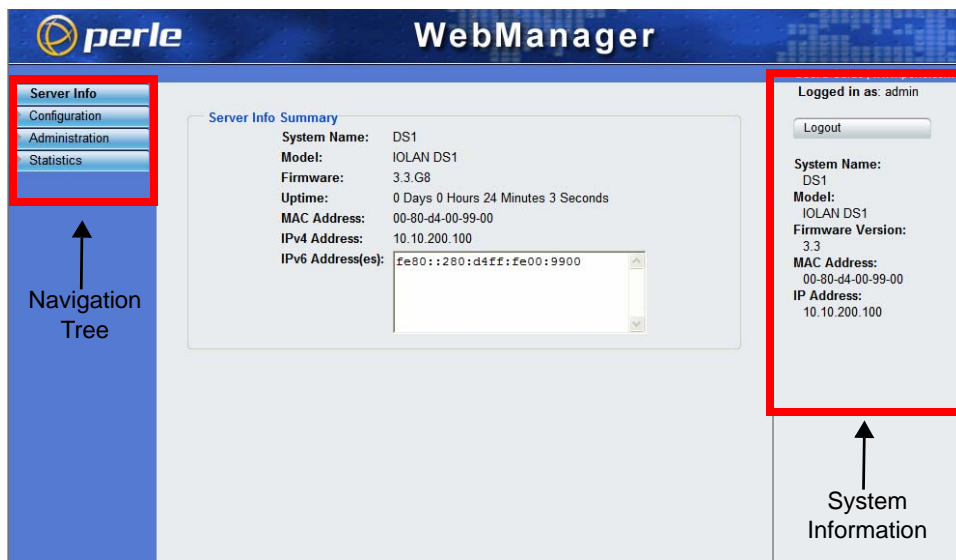 perle
WebManager
Server Info
Configuration
Administration
Statistics
Navigation
Tree
Server Info Summary
System Name: DS1
Model: IOLAN DS1
Firmware: 3.3.G8
Uptime: 0 Days 0 Hours 24 Minutes 3 Seconds
MAC Address: 00-80-d4-00-99-00
IPv4 Address: 10.10.200.100
IPv6 Address(es): fe80::280:d4ff:fe00:9900
Logged in as: admin
Logout
System Name:
DS1
Model:
IOLAN DS1
Firmware Version:
3.3
MAC Address:
00-80-d4-00-99-00
IP Address:
10.10.200.100
System
Information